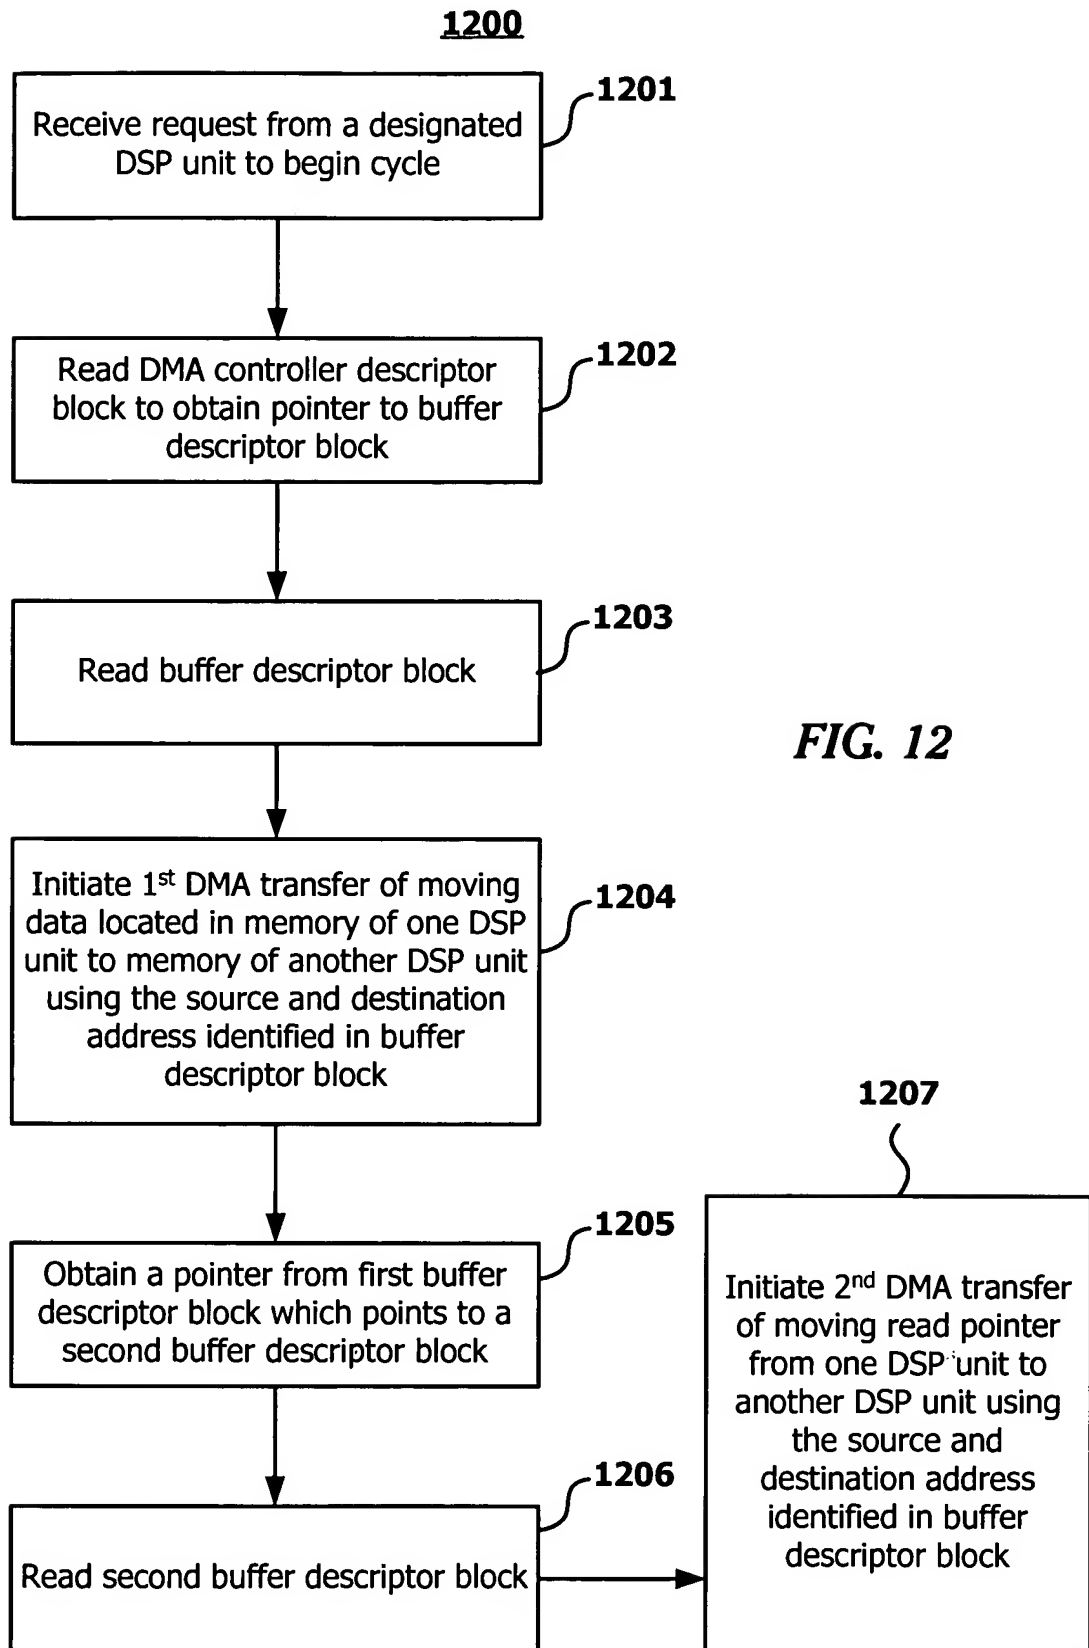 1200
1201
Receive request from a designated
DSP unit to begin cycle
1202
Read DMA controller descriptor
block to obtain pointer to buffer
descriptor block
1203
Read buffer descriptor block
FIG. 12
1204
Initiate 1st DMA transfer of moving
data located in memory of one DSP
unit to memory of another DSP unit
using the source and destination
address identified in buffer
descriptor block
1205
Obtain a pointer from first buffer
descriptor block which points to a
second buffer descriptor block
1206
Read second buffer descriptor block
1207
Initiate 2nd DMA transfer
of moving read pointer
from one DSP unit to
another DSP unit using
the source and
destination address
identified in buffer
descriptor block